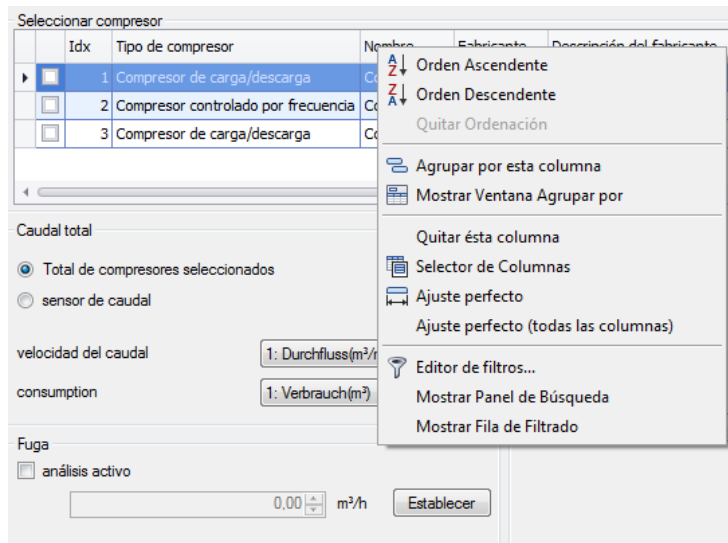 Seleccionar compresor
Idx Tipo de compresor Nombre Fabricante Descripción del fabricante
1 Compresor de carga/descarga
2 Compresor controlado por frecuencia
3 Compresor de carga/descarga
Orden Ascendente
Orden Descendente
Quitar Ordenación
Agrupar por esta columna
Mostrar Ventana Agrupar por
Quitar ésta columna
Selector de Columnas
Ajuste perfecto
Ajuste perfecto (todas las columnas)
Editor de filtros...
Mostrar Panel de Búsqueda
Mostrar Fila de Filtrado
Caudal total
Total de compresores seleccionados
sensor de caudal
velocidad del caudal 1: Durchfluss(m³/
consumption 1: Verbrauch(m³)
Fuga
análisis activo
0,00 m³/h Establecer